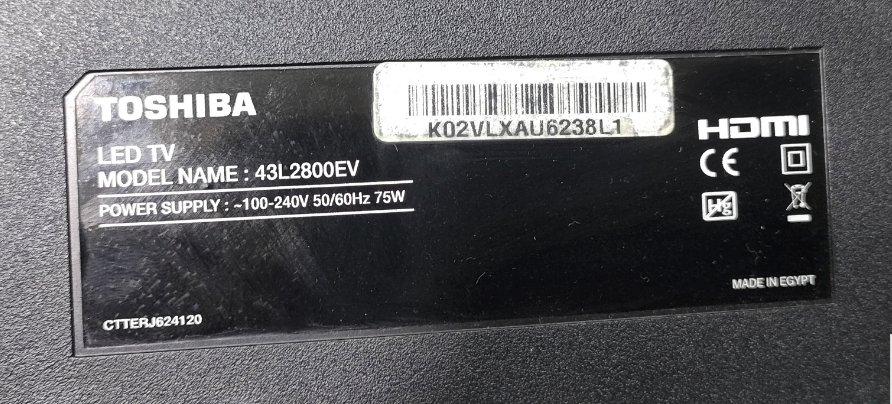 TOSHIBA
K02VLXAU6238L1
HDMI
LED TV
MODEL NAME : 43L2800EV
CE
POWER SUPPLY : ~100-240V 50/60Hz 75W
Hg
MADE IN EGYPT
CTTERJ624120